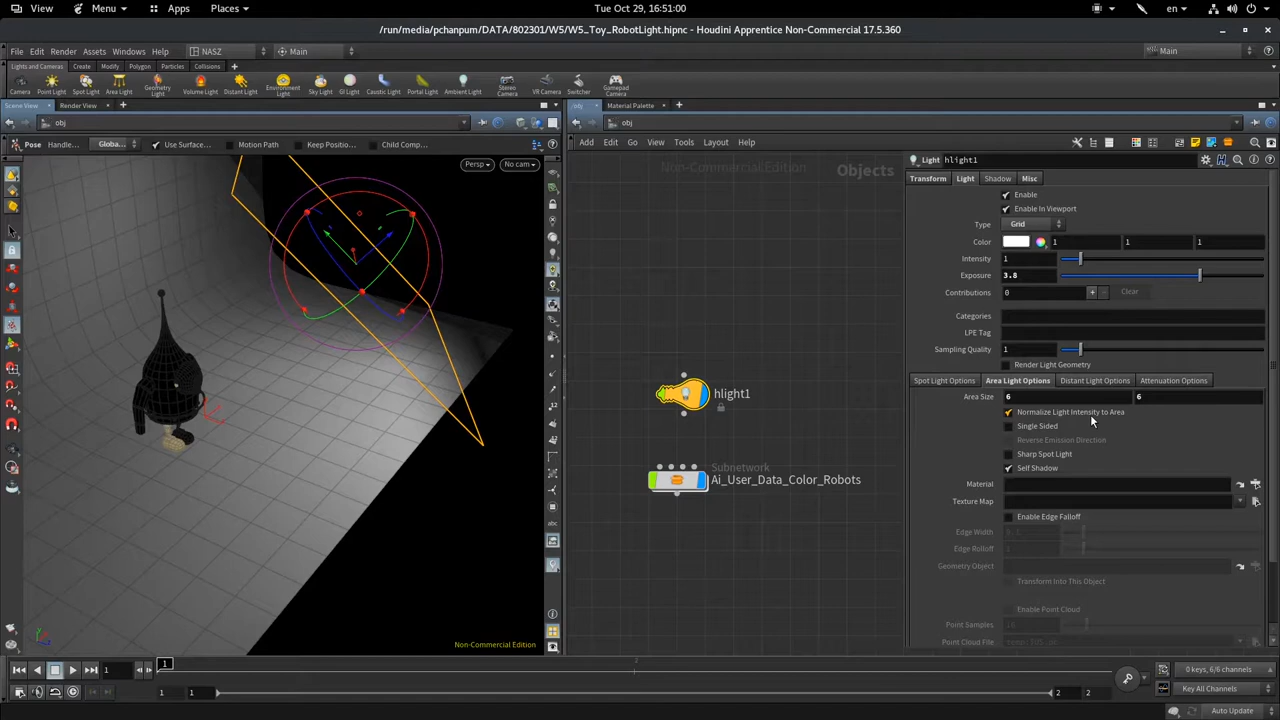 View Menu Apps Places Tue Oct 29, 16:51:00 en
/run/media/pchanpum/DATA/802301/W5/W5_Toy_RobotLight.hipnc - Houdini Apprentice Non-Commercial 17.5.360
File Edit Render Assets Windows Help NASZ Main Main
Lights and Cameras Create Modify Polygon Particles Collisions
Camera Point Light Spot Light Area Light Geometry Light Volume Light Distant Light Environment Light Sky Light GI Light Caustic Light Portal Light Ambient Light Stereo Camera VR Camera Switcher Gamepad Camera
Scene View Render View /obj Material Palette
obj obj
Pose Handle... Globa... Use Surface... Motion Path Keep Positio... Child Comp...
Add Edit Go View Tools Layout Help
Persp No cam
Non-Commercial Edition Objects
Non-Commercial Edition
hlight1
Subnetwork
Ai_User_Data_Color_Robots
Light hlight1
Transform Light Shadow Misc
Enable
Enable In Viewport
Type Grid
Color 1 1 1
Intensity 1
Exposure 3.8
Contributions 0 Clear
Categories
LPE Tag
Sampling Quality 1
Render Light Geometry
Spot Light Options Area Light Options Distant Light Options Attenuation Options
Area Size 6 6
Normalize Light Intensity to Area
Single Sided
Reverse Emission Direction
Sharp Spot Light
Self Shadow
Material
Texture Map
Enable Edge Falloff
Edge Width 0.1
Edge Rolloff 1
Geometry Object
Transform Into This Object
Enable Point Cloud
Point Samples 16
Point Cloud File
1 1 2
0 keys, 6/6 channels
1 1 2 2
Key All Channels
Auto Update